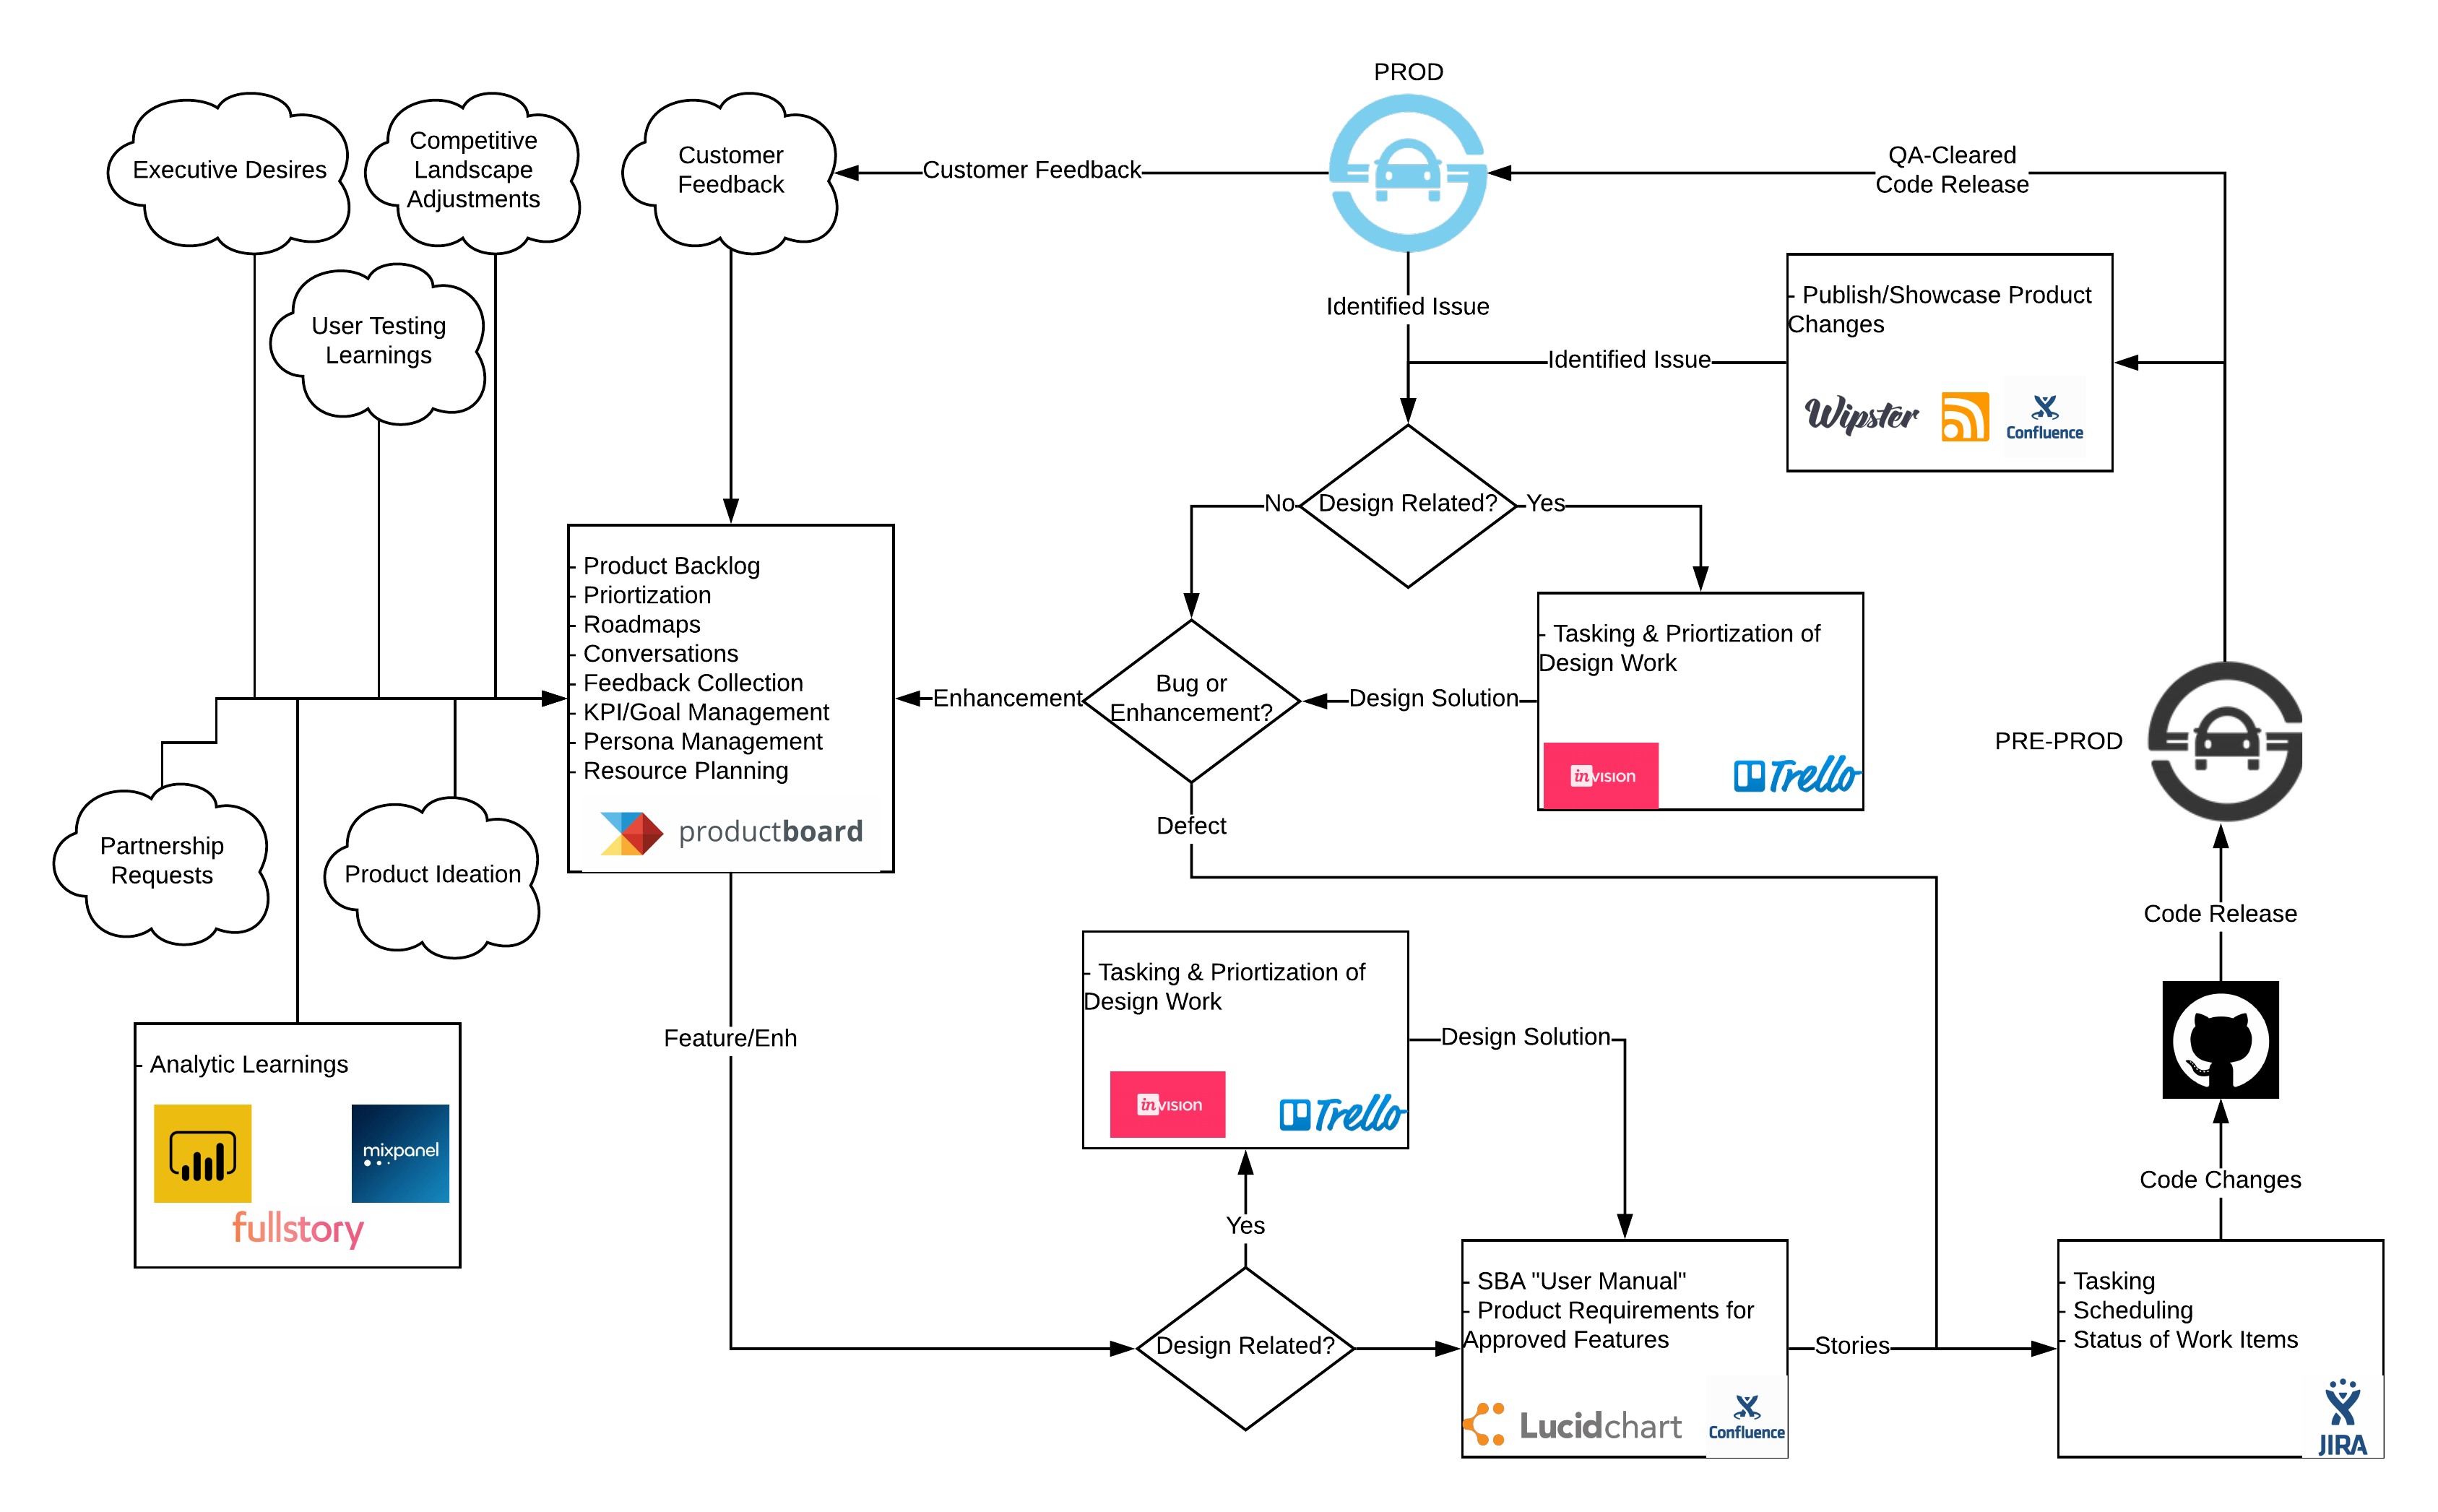 PROD
Executive Desires
Competitive
Landscape
Adjustments
Customer
Feedback
Customer Feedback
QA-Cleared
Code Release
User Testing
Learnings
Identified Issue
Identified Issue
- Publish/Showcase Product
Changes
Wipster
Confluence
No
Design Related?
Yes
- Product Backlog
- Priortization
- Roadmaps
- Conversations
- Feedback Collection
- KPI/Goal Management
- Persona Management
- Resource Planning
productboard
Enhancement
Bug or
Enhancement?
Design Solution
- Tasking & Priortization of
Design Work
inVISION
Trello
PRE-PROD
Defect
Partnership
Requests
Product Ideation
Code Release
- Tasking & Priortization of
Design Work
inVISION
Trello
Design Solution
Feature/Enh
- Analytic Learnings
mixpanel
fullstory
Code Changes
Yes
Design Related?
- SBA "User Manual"
- Product Requirements for
Approved Features
Lucidchart
Confluence
Stories
- Tasking
- Scheduling
- Status of Work Items
JIRA